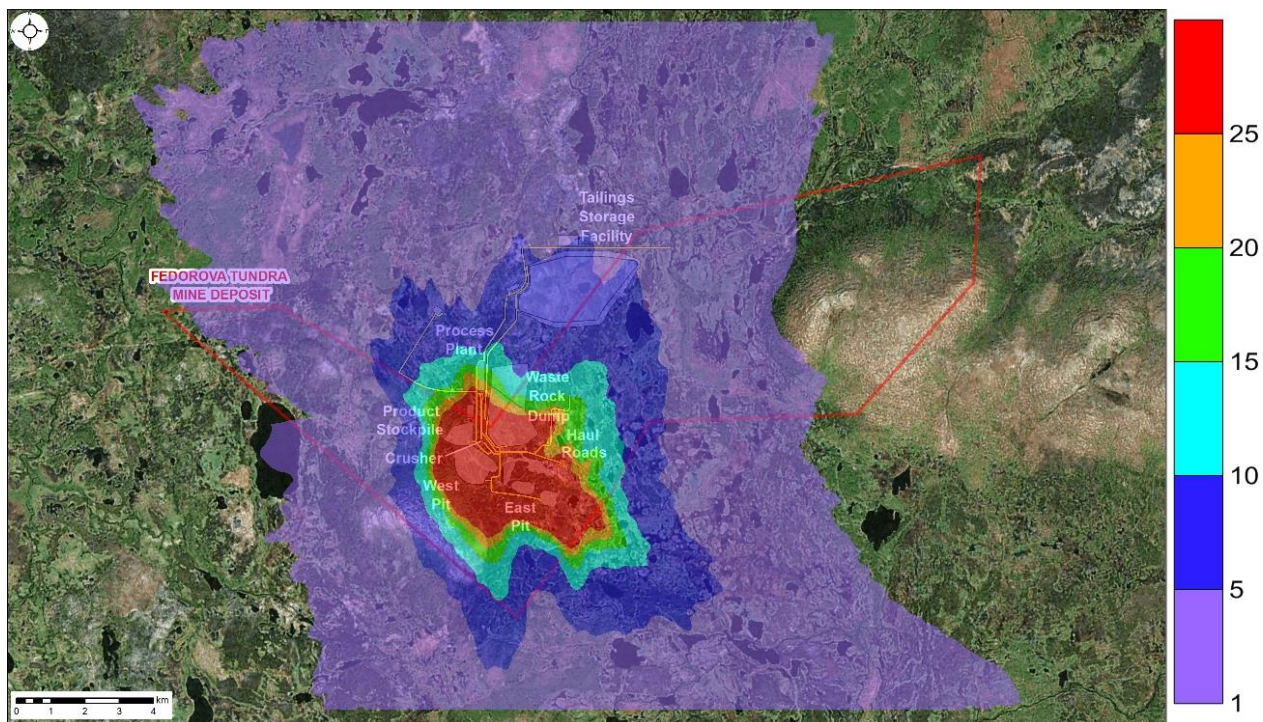 Tailings
Storage
Facility
FEDOROVA TUNDRA
MINE DEPOSIT
Process
Plant
Waste
Rock
Dump
Product
Stockpile
Haul
Roads
Crusher
West
Pit
East
Pit
km
0 1 2 3 4
25
20
15
10
5
1